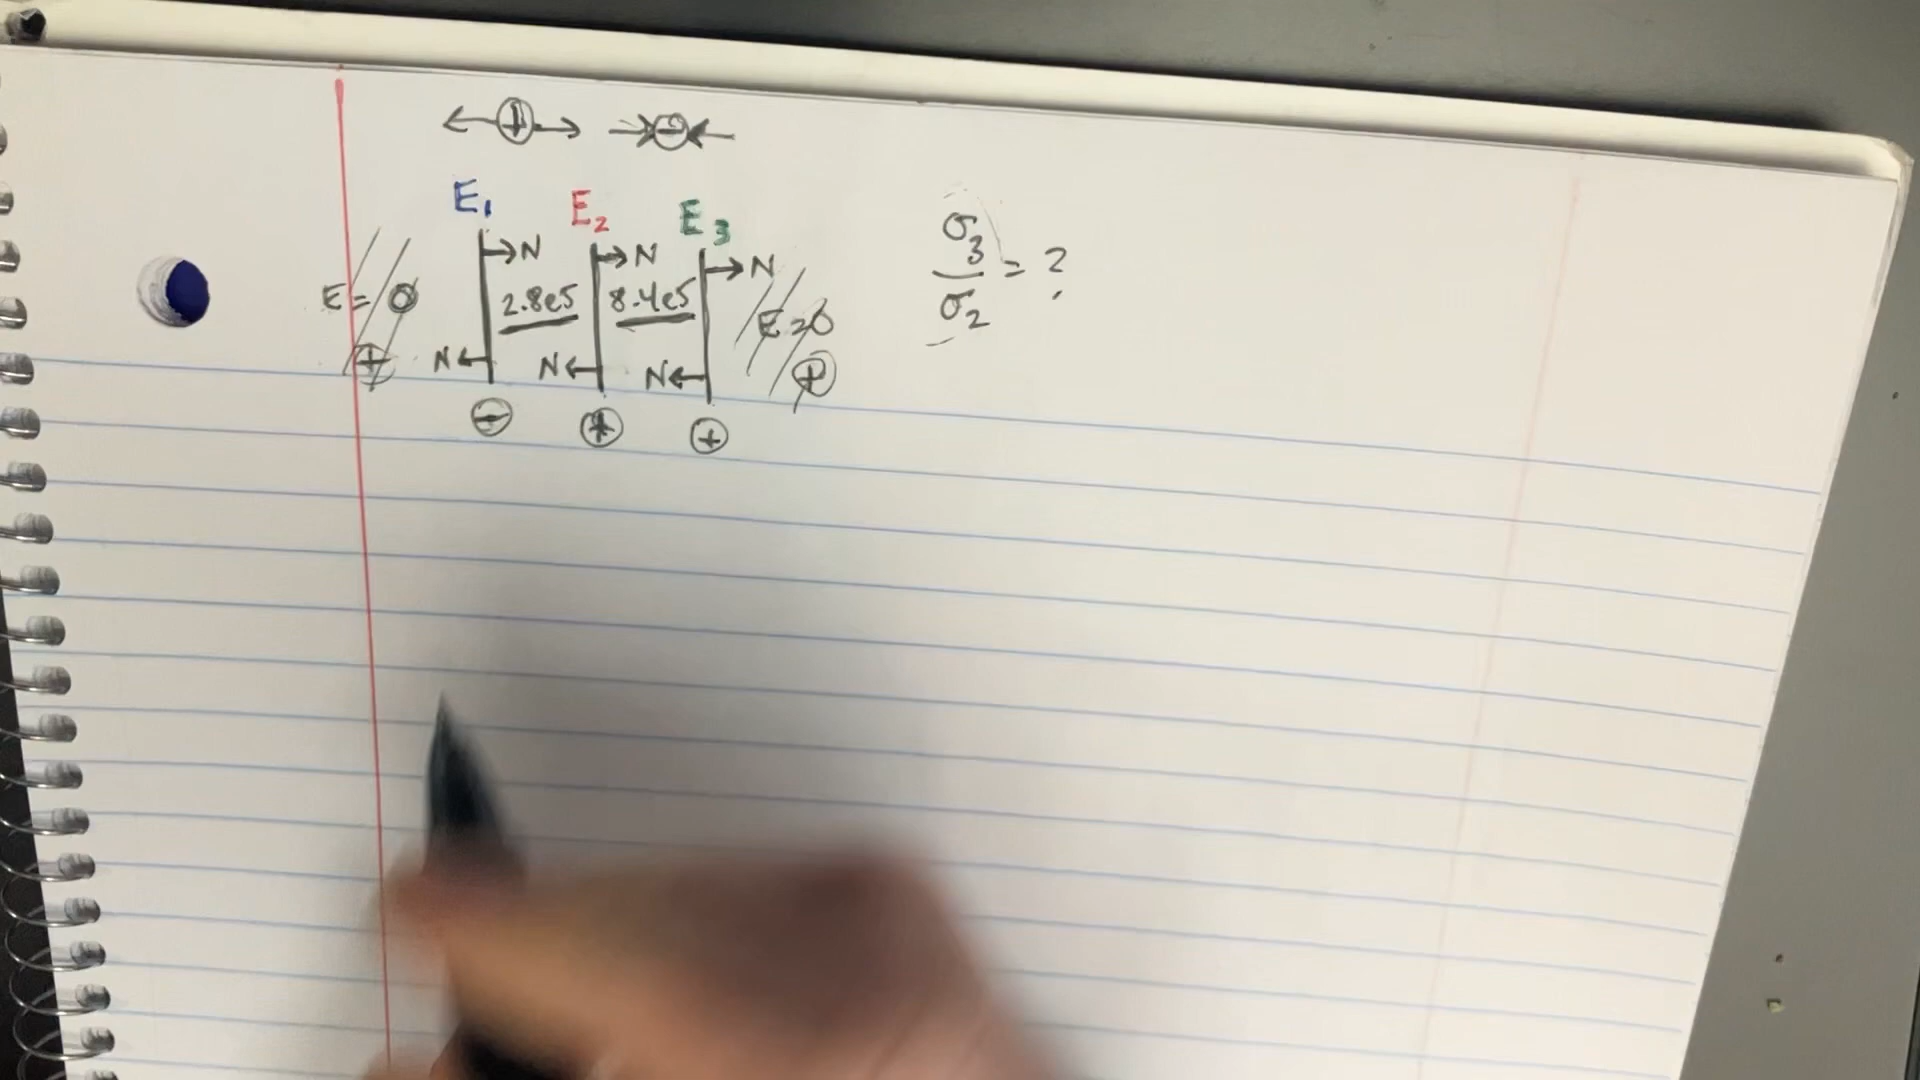 ← ⊕ → → ⊖ ←
E₁ E₂ E₃
→N →N →N
E=0 2.8e5 8.4e5 E=0
⊕ N← N← N← ⊕
⊖ ⊕ ⊕
σ₃/σ₂ = ?